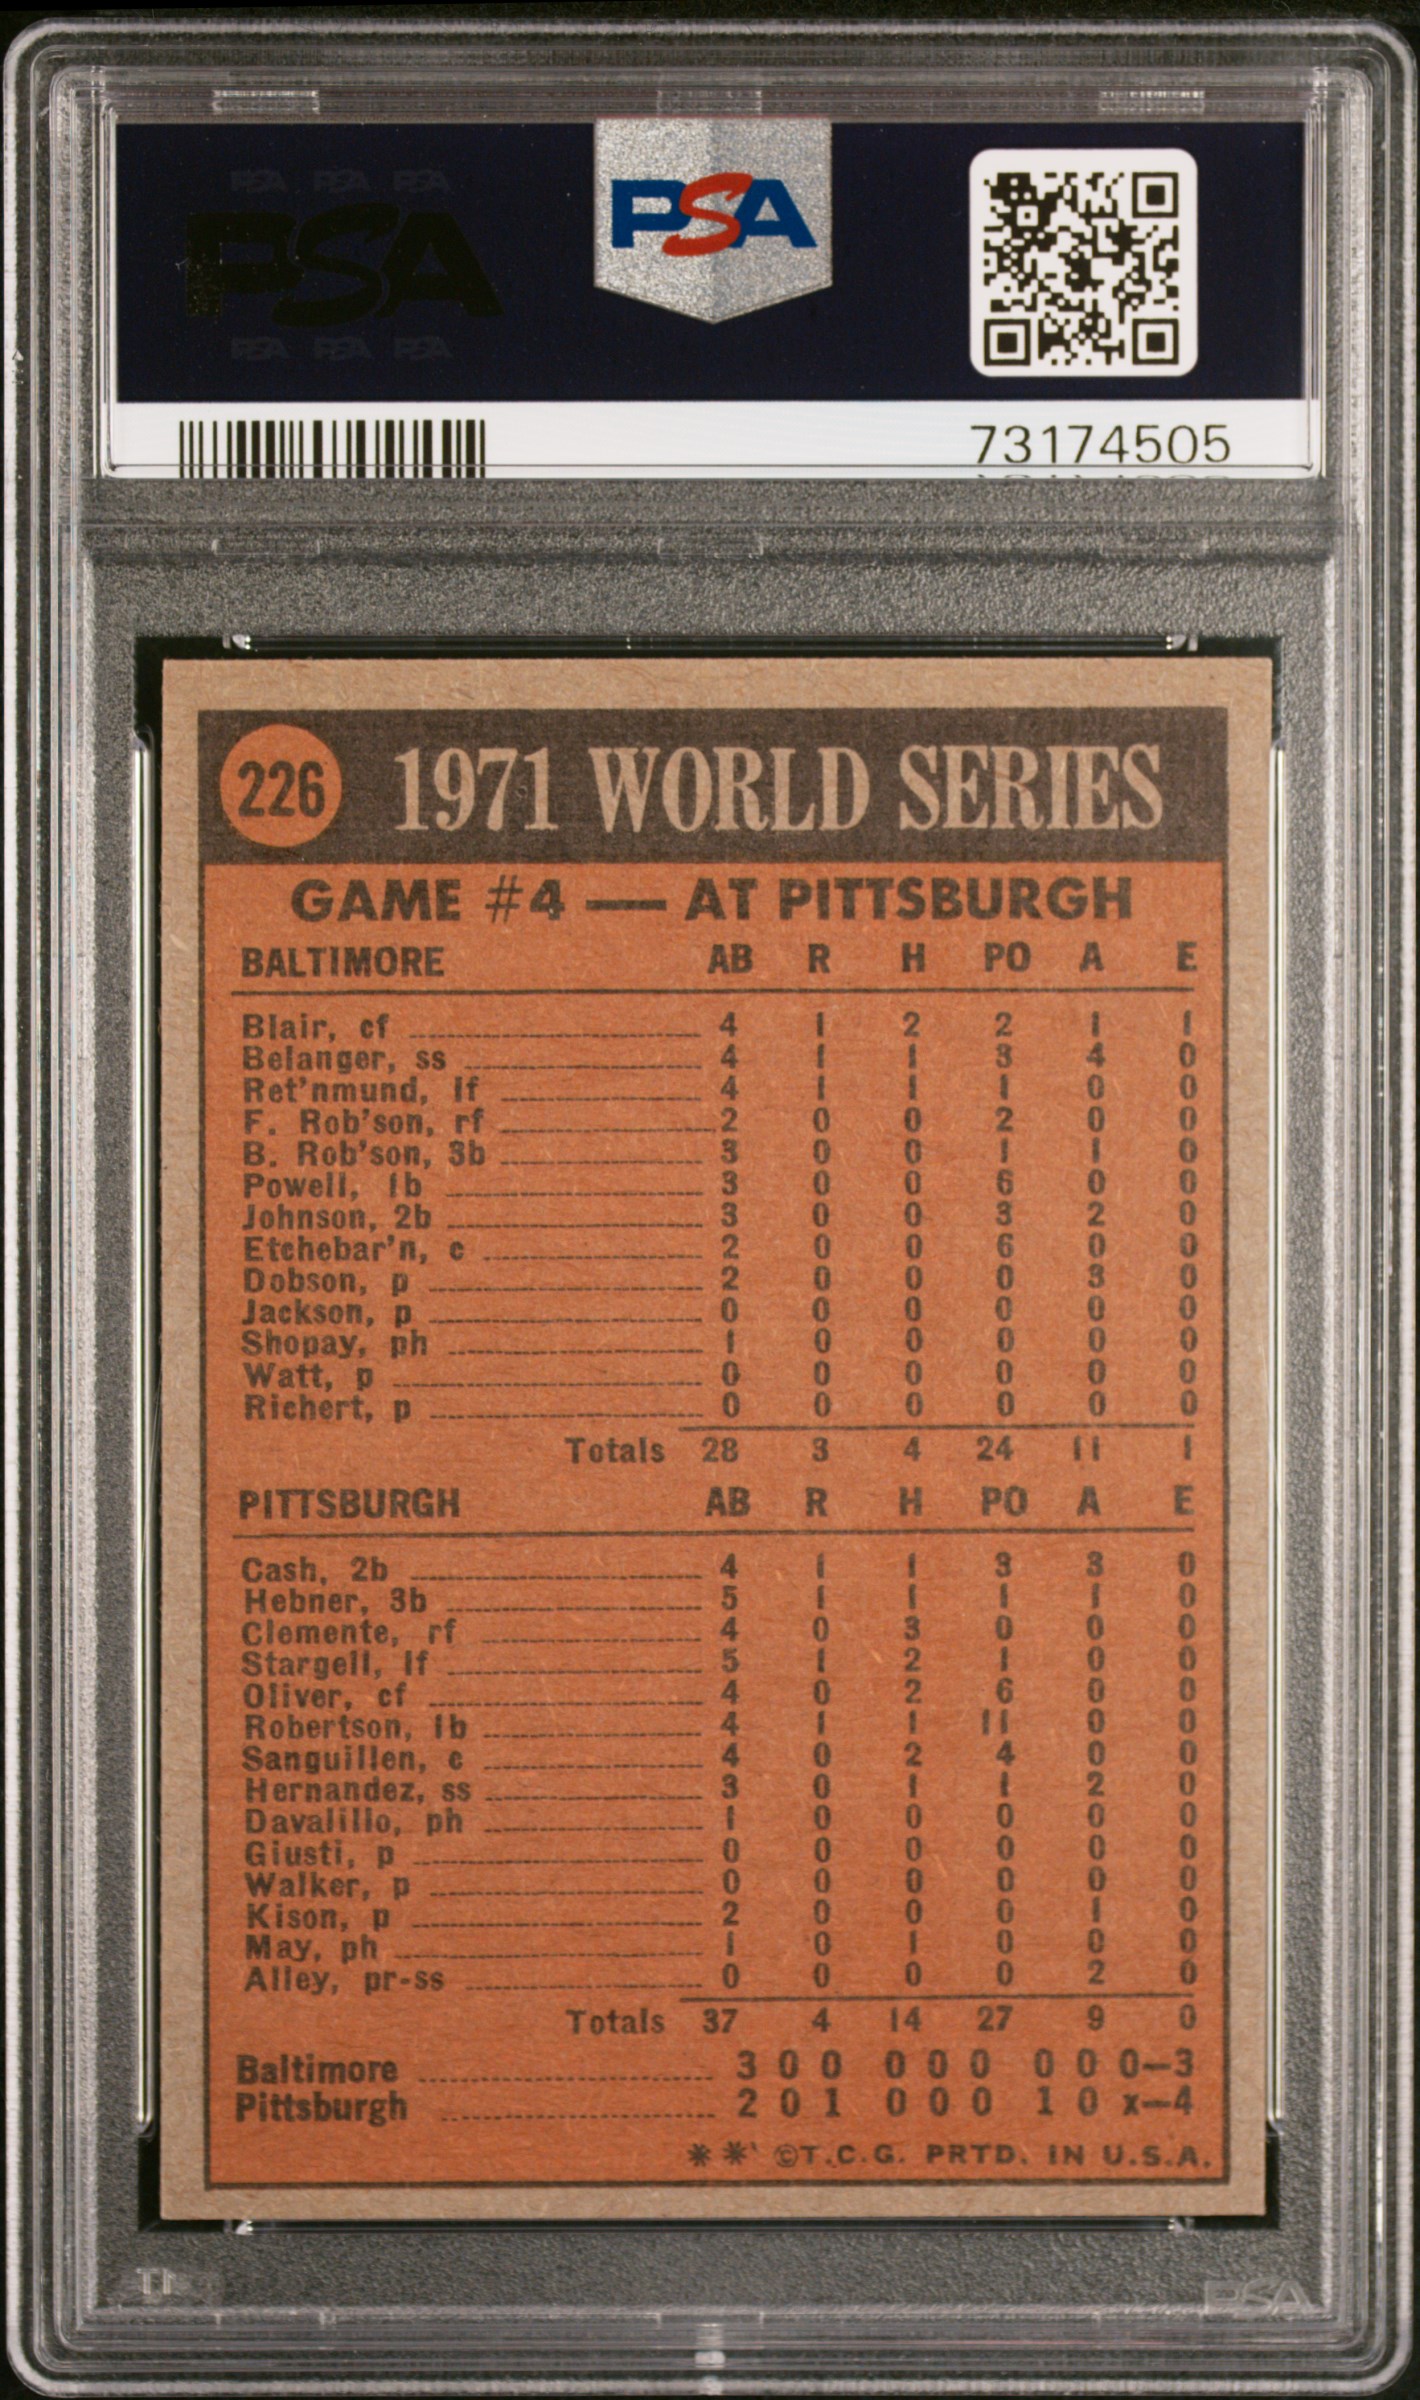 PSA PSA PSA
PSA
PSA PSA PSA
PSA
73174505
226 1971 WORLD SERIES
GAME #4 — AT PITTSBURGH
BALTIMORE AB R H PO A E
Blair, cf 4 1 2 2 1 1
Belanger, ss 4 1 1 3 4 0
Ret'nmund, lf 4 1 1 1 0 0
F. Rob'son, rf 2 0 0 2 0 0
B. Rob'son, 3b 3 0 0 1 1 0
Powell, 1b 3 0 0 6 0 0
Johnson, 2b 3 0 0 3 2 0
Etchebar'n, c 2 0 0 6 0 0
Dobson, p 2 0 0 0 3 0
Jackson, p 0 0 0 0 0 0
Shopay, ph 1 0 0 0 0 0
Watt, p 0 0 0 0 0 0
Richert, p 0 0 0 0 0 0
Totals 28 3 4 24 11 1
PITTSBURGH AB R H PO A E
Cash, 2b 4 1 1 3 3 0
Hebner, 3b 5 1 1 1 1 0
Clemente, rf 4 0 3 0 0 0
Stargell, lf 5 1 2 1 0 0
Oliver, cf 4 0 2 6 0 0
Robertson, 1b 4 1 1 11 0 0
Sanguillen, c 4 0 2 4 0 0
Hernandez, ss 3 0 1 1 2 0
Davalillo, ph 1 0 0 0 0 0
Giusti, p 0 0 0 0 0 0
Walker, p 0 0 0 0 0 0
Kison, p 2 0 0 0 1 0
May, ph 1 0 1 0 0 0
Alley, pr-ss 0 0 0 0 2 0
Totals 37 4 14 27 9 0
Baltimore 3 0 0 0 0 0 0 0 0—3
Pittsburgh 2 0 1 0 0 0 1 0 x—4
** ©T.C.G. PRTD. IN U.S.A.
PSA